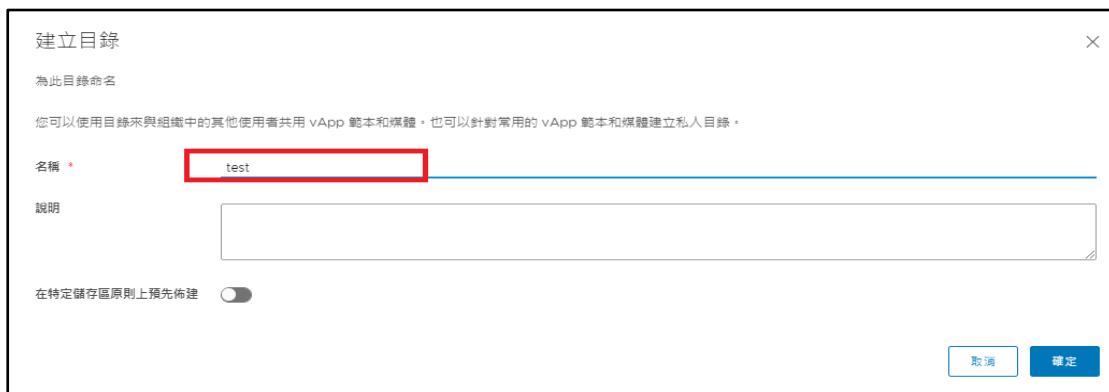 建立目錄
為此目錄命名
您可以使用目錄來與組織中的其他使用者共用 vApp 範本和媒體。也可以針對常用的 vApp 範本和媒體建立私人目錄。
名稱 * test
說明
在特定儲存區原則上預先佈建
取消 確定